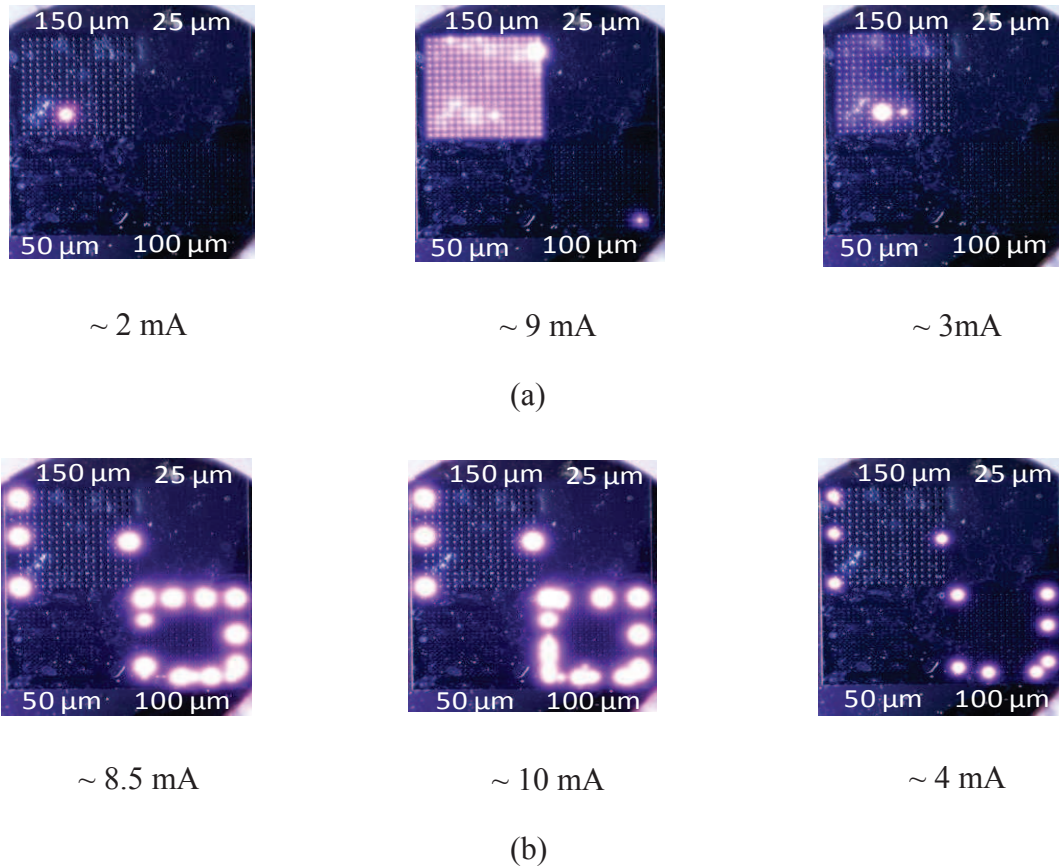 150 µm 25 µm 150 µm 25 µm 150 µm 25 µm
50 µm 100 µm 50 µm 100 µm 50 µm 100 µm
~ 2 mA ~ 9 mA ~ 3mA
(a)
150 µm 25 µm 150 µm 25 µm 150 µm 25 µm
50 µm 100 µm 50 µm 100 µm 50 µm 100 µm
~ 8.5 mA ~ 10 mA ~ 4 mA
(b)